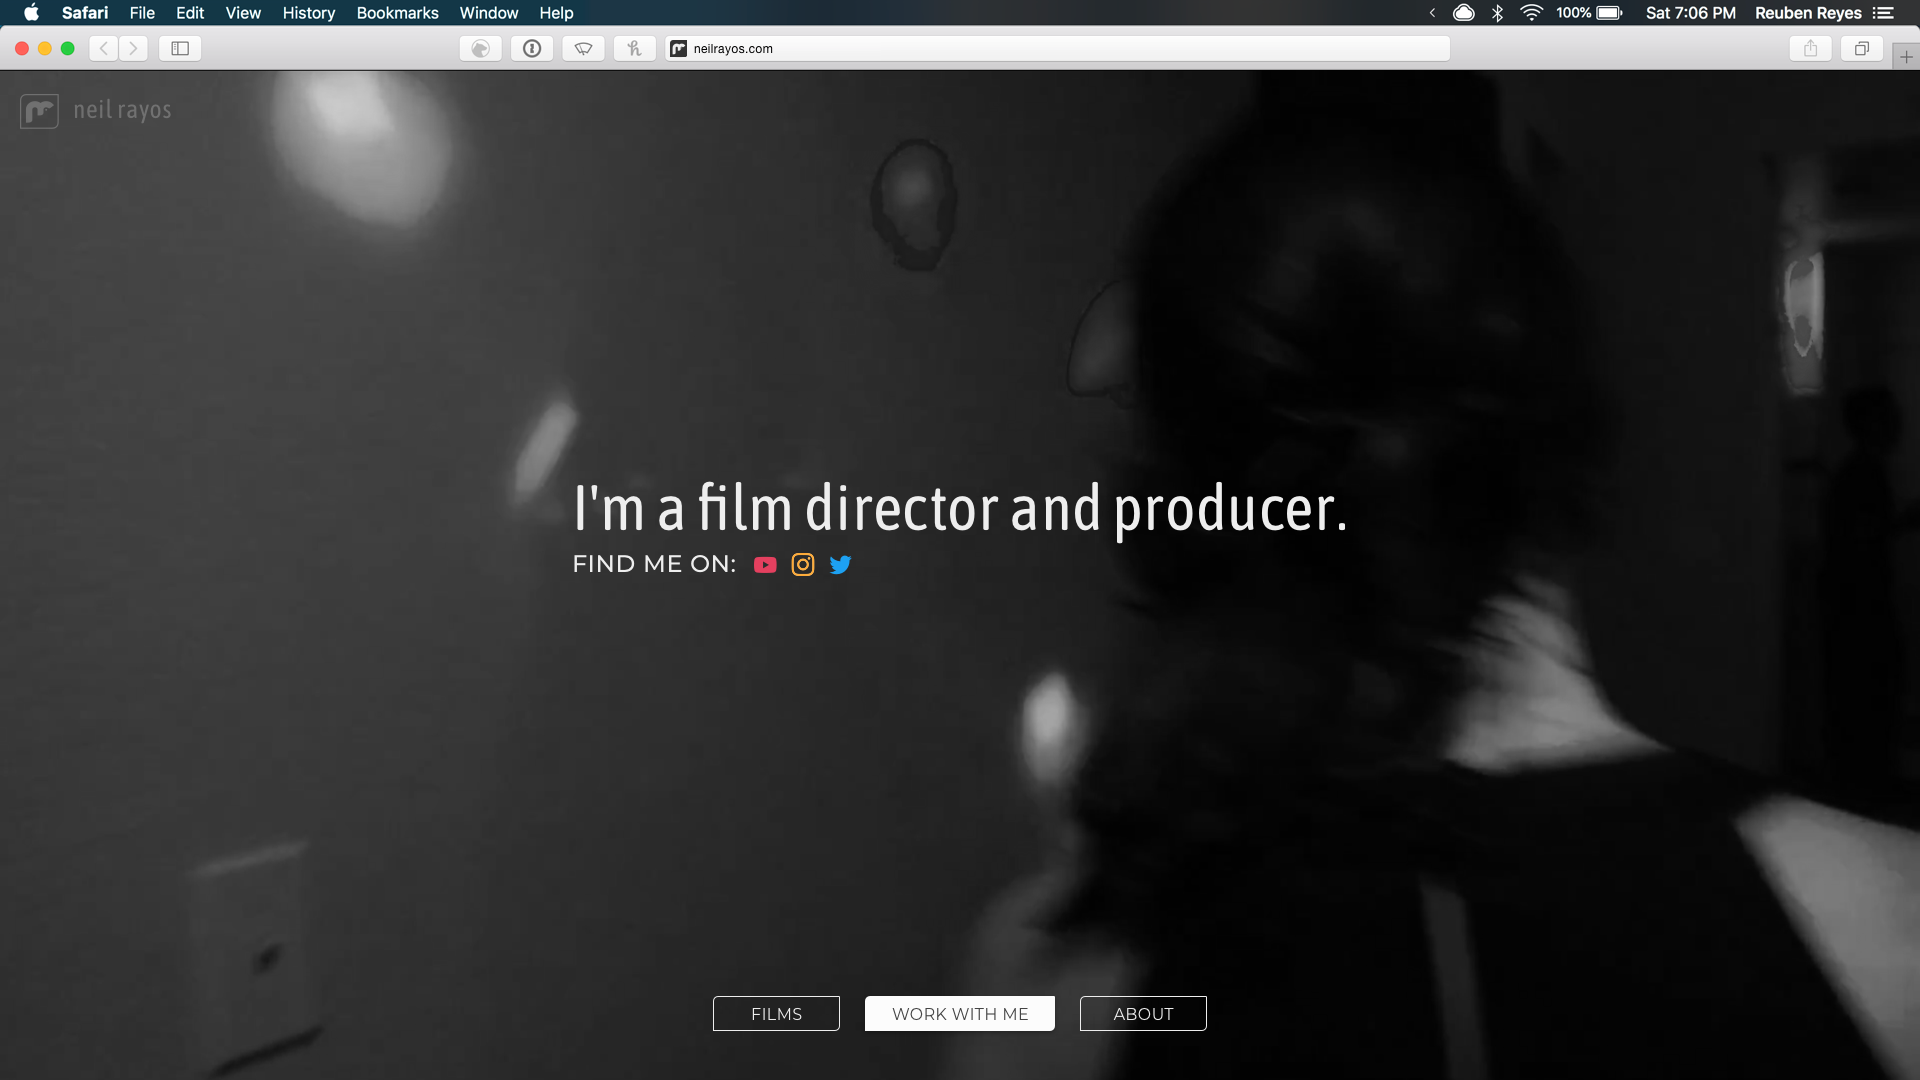 Safari File Edit View History Bookmarks Window Help 100% Sat 7:06 PM Reuben Reyes
neilrayos.com
neil rayos
I'm a film director and producer.
FIND ME ON:
FILMS WORK WITH ME ABOUT